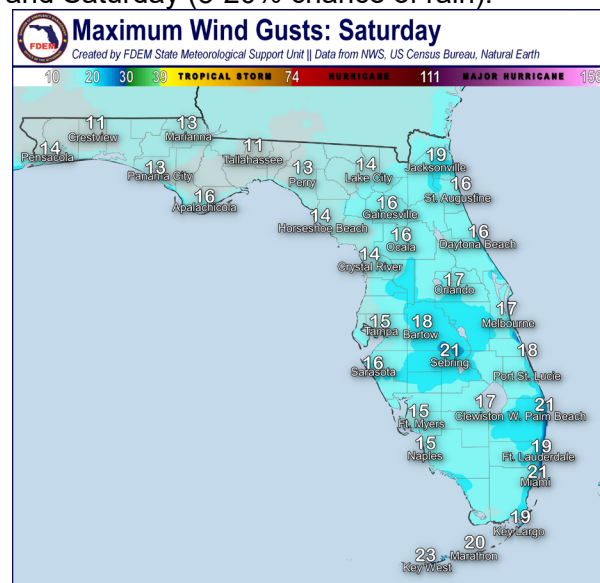 and Saturday (5-20% chance of rain).
FDEM
Maximum Wind Gusts: Saturday
Created by FDEM State Meteorological Support Unit || Data from NWS, US Census Bureau, Natural Earth
10 20 30 39 TROPICAL STORM 74 HURRICANE 111 MAJOR HURRICANE 158
11
Crestview
13
Marianna
14
Pensacola
11
Tallahassee
13
Panama City
13
Perry
14
Lake City
19
Jacksonville
16
Apalachicola
16
St. Augustine
14
Horseshoe Beach
16
Gainesville
16
Ocala
16
Daytona Beach
14
Crystal River
17
Orlando
17
Melbourne
15
Tampa
18
Bartow
21
Sebring
18
Port St. Lucie
16
Sarasota
15
Ft. Myers
17
Clewiston
21
W. Palm Beach
15
Naples
19
Ft. Lauderdale
21
Miami
19
Key Largo
20
Marathon
23
Key West